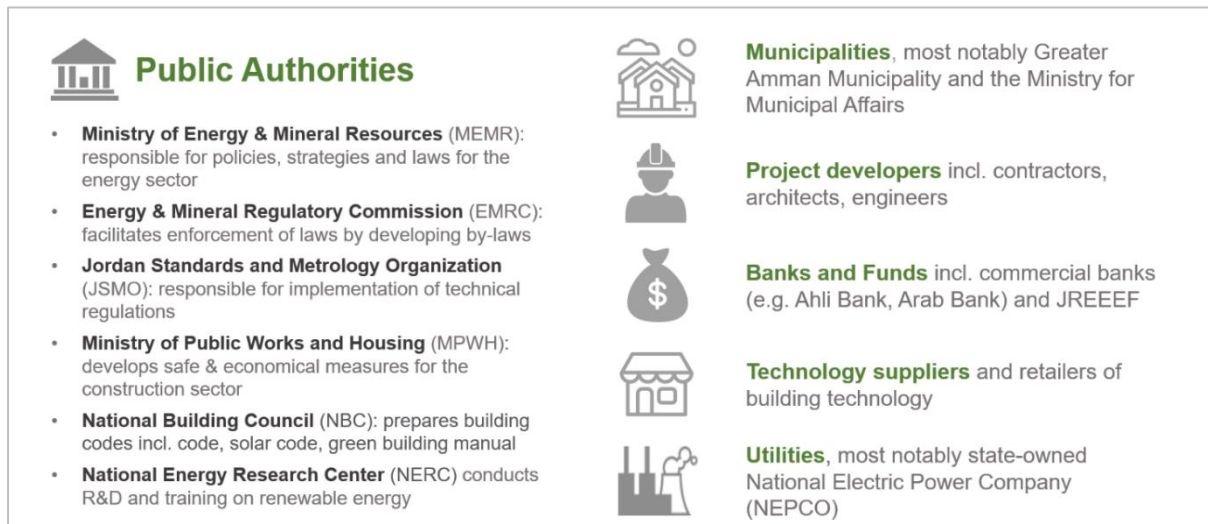 Public Authorities
• Ministry of Energy & Mineral Resources (MEMR):
responsible for policies, strategies and laws for the
energy sector
• Energy & Mineral Regulatory Commission (EMRC):
facilitates enforcement of laws by developing by-laws
• Jordan Standards and Metrology Organization
(JSMO): responsible for implementation of technical
regulations
• Ministry of Public Works and Housing (MPWH):
develops safe & economical measures for the
construction sector
• National Building Council (NBC): prepares building
codes incl. code, solar code, green building manual
• National Energy Research Center (NERC) conducts
R&D and training on renewable energy
Municipalities, most notably Greater
Amman Municipality and the Ministry for
Municipal Affairs
Project developers incl. contractors,
architects, engineers
$
Banks and Funds incl. commercial banks
(e.g. Ahli Bank, Arab Bank) and JREEEF
Technology suppliers and retailers of
building technology
Utilities, most notably state-owned
National Electric Power Company
(NEPCO)